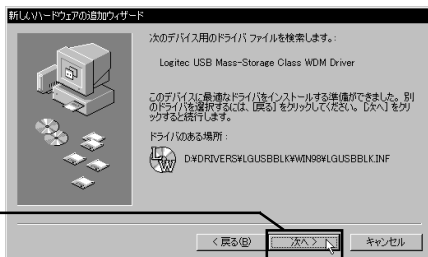 新しいハードウェアの追加ウィザード
次のデバイス用のドライバ ファイルを検索します。:
Logitec USB Mass-Storage Class WDM Driver
このデバイスに最適なドライバをインストールする準備ができました。別
のドライバを選択するには、[戻る] をクリックしてください。[次へ] をクリ
ックすると続行します。
ドライバのある場所:
D:¥DRIVERS¥LGUSBBLK¥WIN98¥LGUSBBLK.INF
< 戻る(B)
次へ >
キャンセル